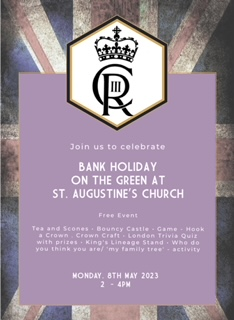 CR
III
Join us to celebrate
BANK HOLIDAY
ON THE GREEN AT
ST. AUGUSTINE'S CHURCH
Free Event
Tea and Scones - Bouncy Castle - Game - Hook
a Crown . Crown Craft - London Trivia Quiz
with prizes - King's Lineage Stand - Who do
you think you are/ 'my family tree' - activity
MONDAY, 8TH MAY 2023
2 - 4PM